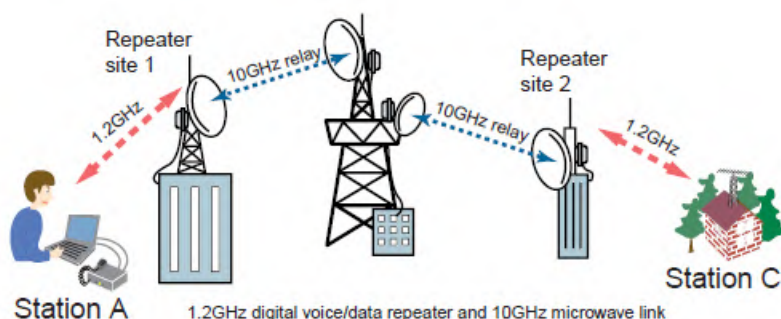 Repeater
site 1
10GHz relay
Repeater
site 2
1.2GHz
10GHz relay
1.2GHz
Station A
Station C
1.2GHz digital voice/data repeater and 10GHz microwave link